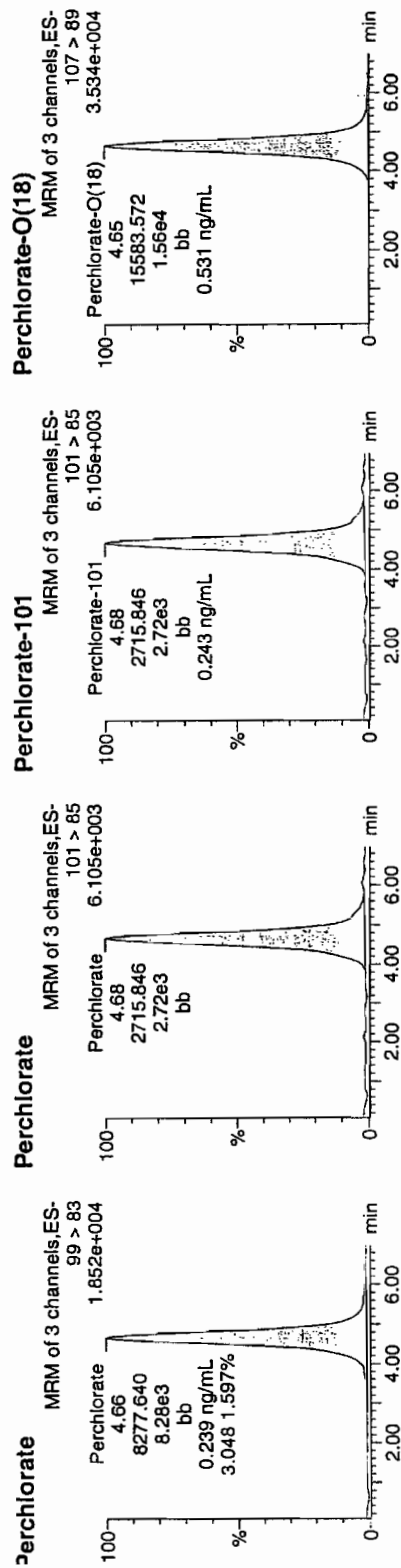 Perchlorate
MRM of 3 channels,ES-
99 > 83
1.852e+004
100
Perchlorate
4.66
8277.640
8.28e3
bb
0.239 ng/mL
3.048 1.597%
%
0
2.00 4.00 6.00 min
Perchlorate
MRM of 3 channels,ES-
101 > 85
6.105e+003
100
Perchlorate
4.68
2715.846
2.72e3
bb
%
0
2.00 4.00 6.00 min
Perchlorate-101
MRM of 3 channels,ES-
101 > 85
6.105e+003
100
Perchlorate-101
4.68
2715.846
2.72e3
bb
0.243 ng/mL
%
0
2.00 4.00 6.00 min
Perchlorate-O(18)
MRM of 3 channels,ES-
107 > 89
3.534e+004
100
Perchlorate-O(18)
4.65
15583.572
1.56e4
bb
0.531 ng/mL
%
0
2.00 4.00 6.00 min